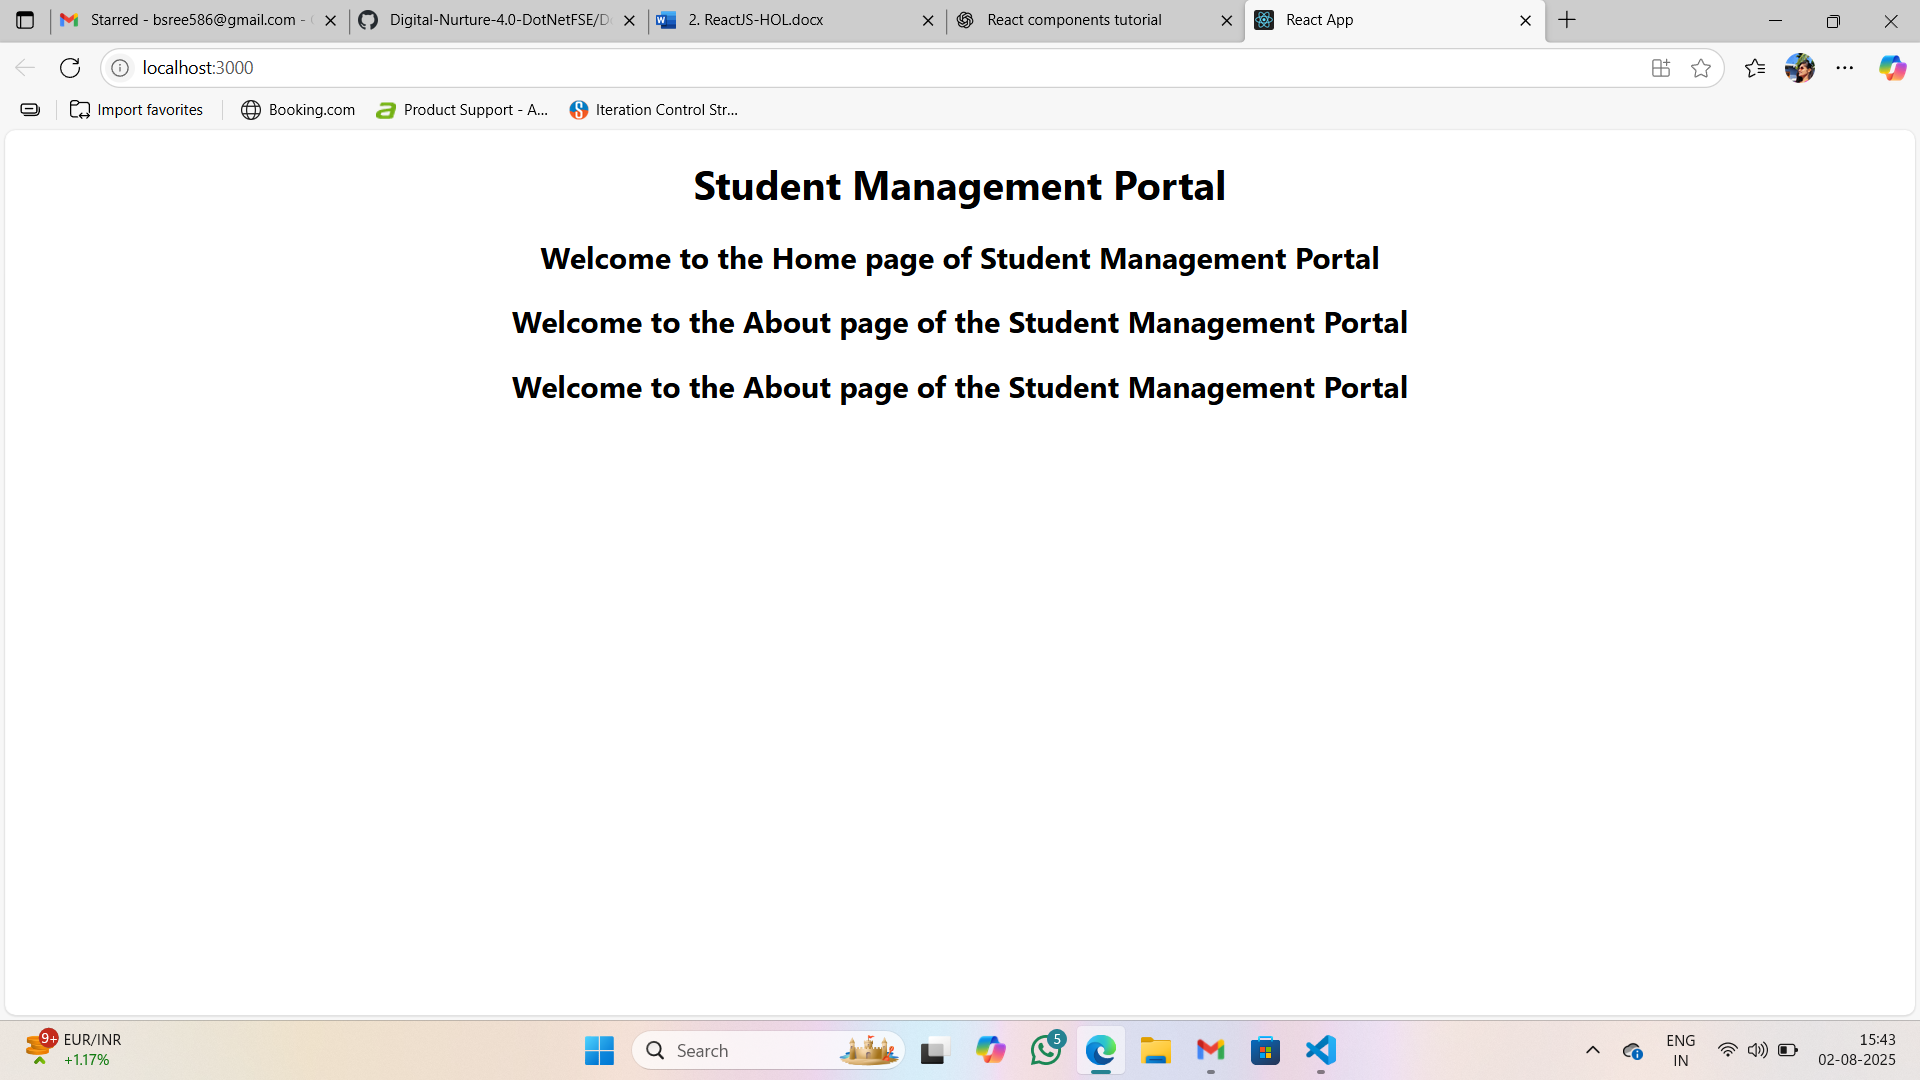 Starred - bsree586@gmail.com -
Digital-Nurture-4.0-DotNetFSE/
2. ReactJS-HOL.docx
React components tutorial
React App
localhost:3000
Import favorites
Booking.com
Product Support - A...
Iteration Control Str...
Student Management Portal
Welcome to the Home page of Student Management Portal
Welcome to the About page of the Student Management Portal
Welcome to the About page of the Student Management Portal
9+
EUR/INR
+1.17%
Search
5
ENG
IN
15:43
02-08-2025